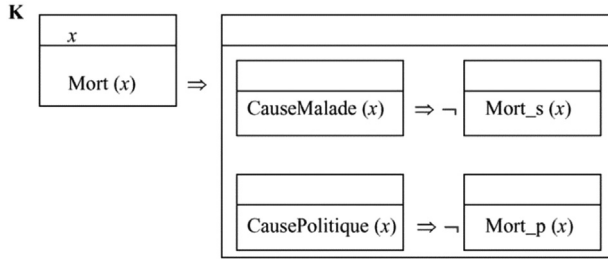 K
x
Mort (x) ⇒
CauseMalade (x) ⇒ ¬ Mort_s (x)
CausePolitique (x) ⇒ ¬ Mort_p (x)